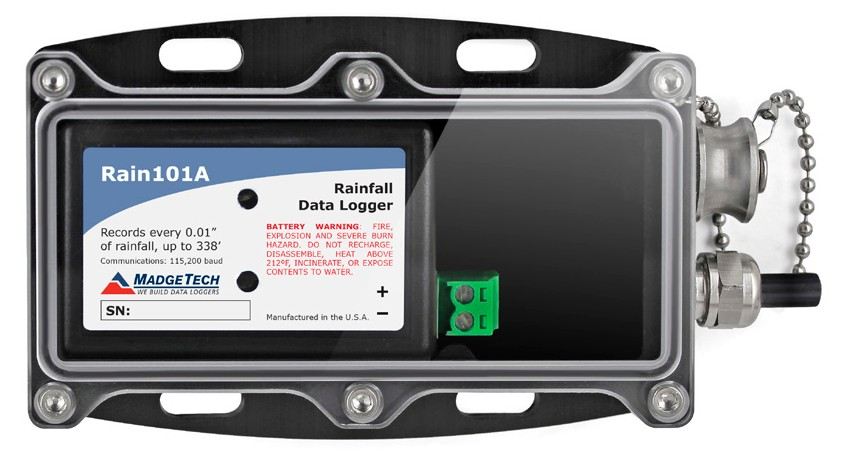 Rain101A
Rainfall
Data Logger
Records every 0.01"
of rainfall, up to 338'
Communications: 115,200 baud
BATTERY WARNING: FIRE,
EXPLOSION AND SEVERE BURN
HAZARD. DO NOT RECHARGE,
DISASSEMBLE, HEAT ABOVE
212ºF, INCINERATE, OR EXPOSE
CONTENTS TO WATER.
MADGETECH
WE BUILD DATA LOGGERS
SN:
+
Manufactured in the U.S.A. −